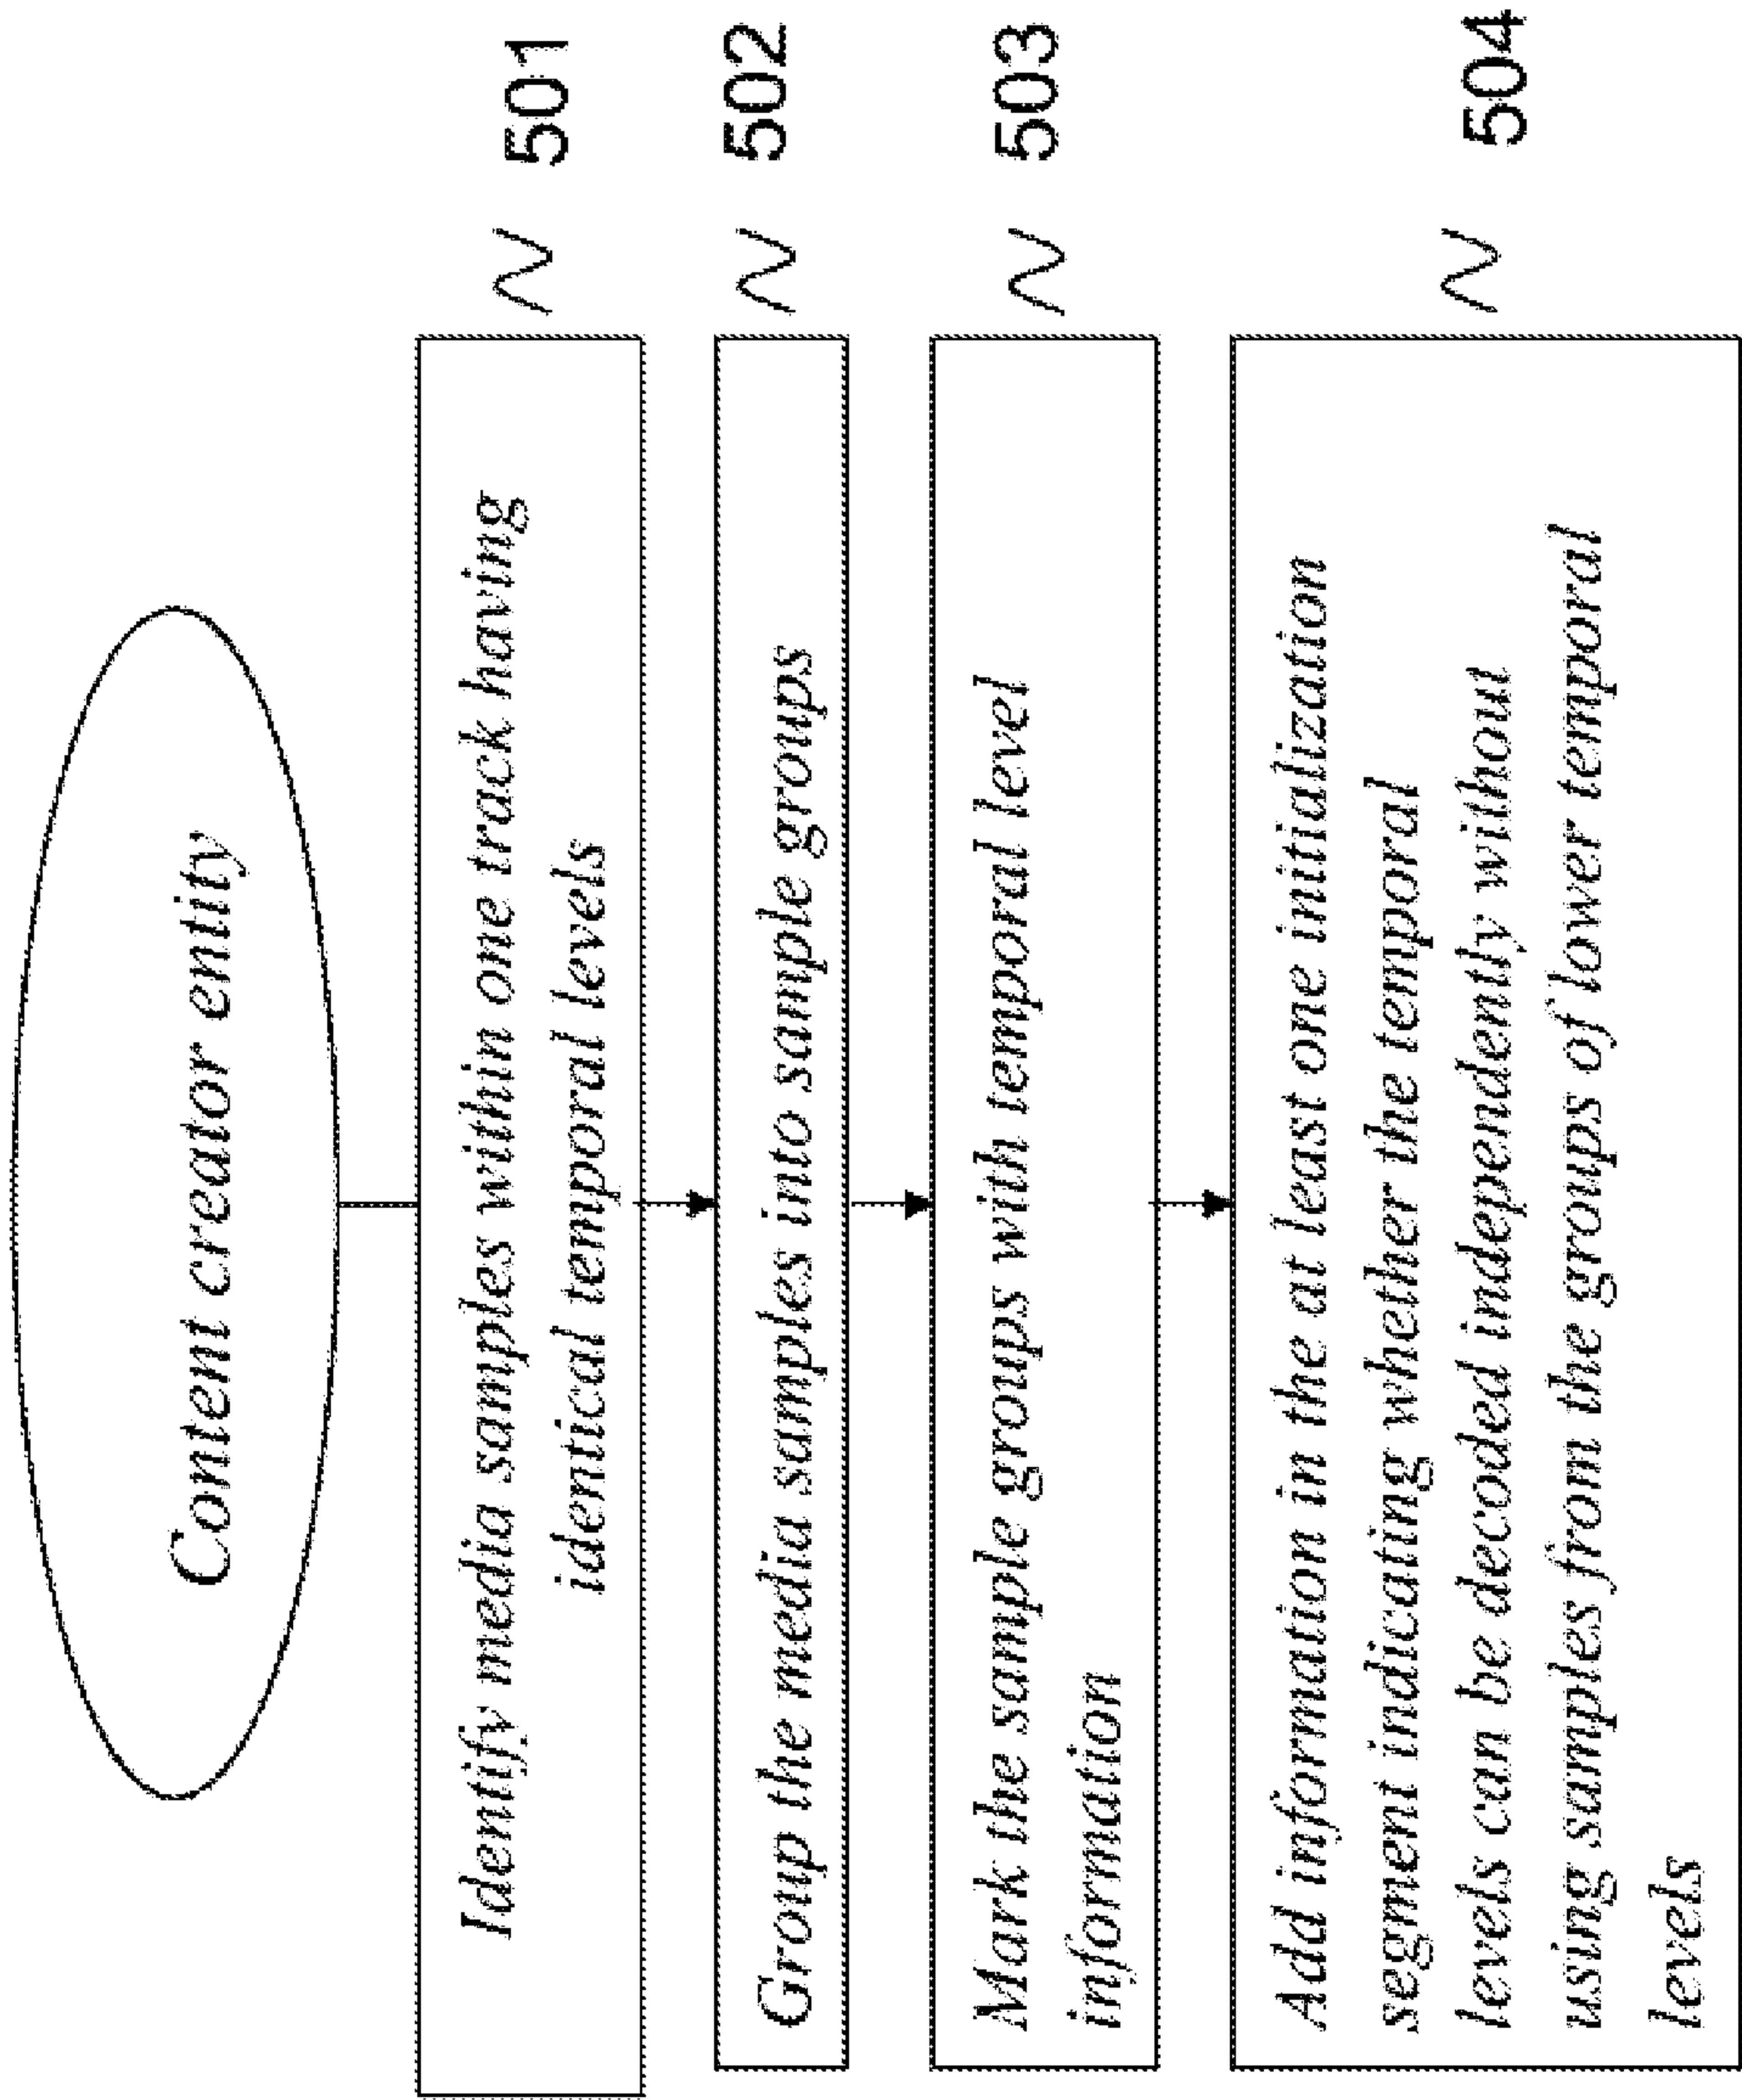 Content creator entity
Identify media samples within one track having
identical temporal levels
501
Group the media samples into sample groups
502
Mark the sample groups with temporal level
information
503
Add information in the at least one initialization
segment indicating whether the temporal
levels can be decoded independently without
using samples from the groups of lower temporal
levels
504